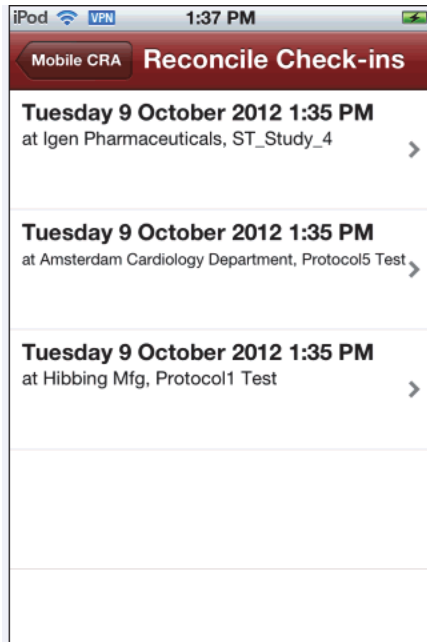 iPod VPN 1:37 PM
Mobile CRA Reconcile Check-ins
Tuesday 9 October 2012 1:35 PM
at Igen Pharmaceuticals, ST_Study_4
Tuesday 9 October 2012 1:35 PM
at Amsterdam Cardiology Department, Protocol5 Test
Tuesday 9 October 2012 1:35 PM
at Hibbing Mfg, Protocol1 Test